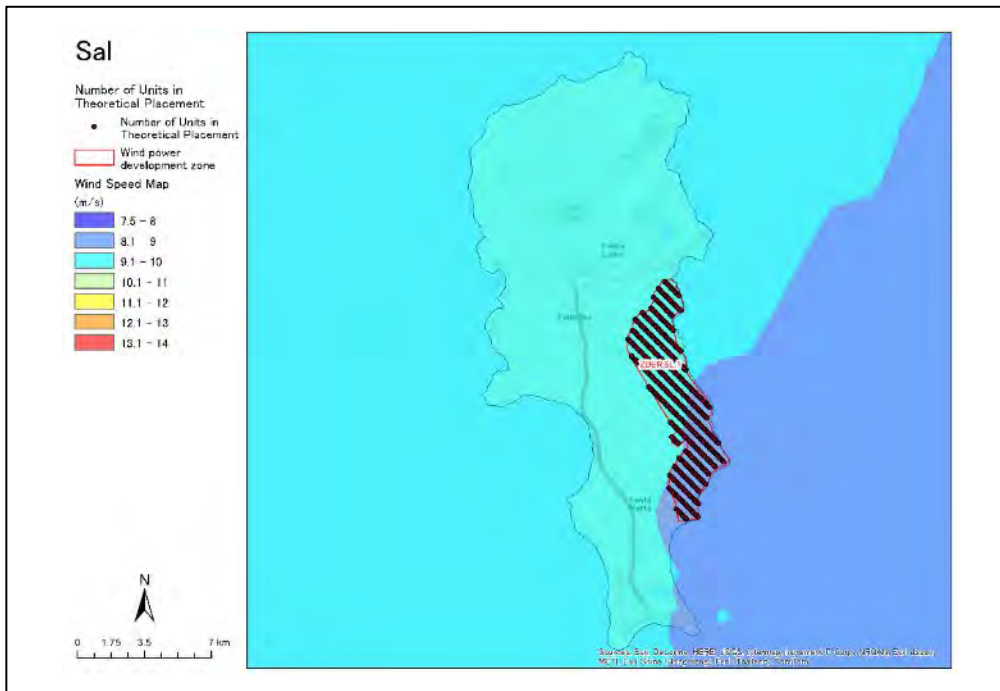 Sal
Number of Units in
Theoretical Placement
Number of Units in
Theoretical Placement
Wind power
development zone
Wind Speed Map
(m/s)
7.5 - 8
8.1 9
9.1 - 10
10.1 - 11
11.1 - 12
12.1 - 13
13.1 - 14
N
0 1.75 3.5 7 km
Santa
Maria